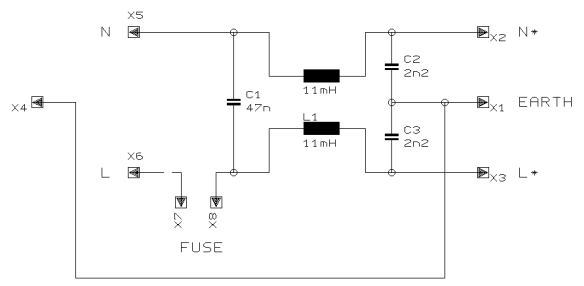 X5
N
X2
N+
C2
2n2
11mH
C1
47n
X4
X1
EARTH
L1
C3
2n2
11mH
X6
L
X3
L+
X7
X8
FUSE